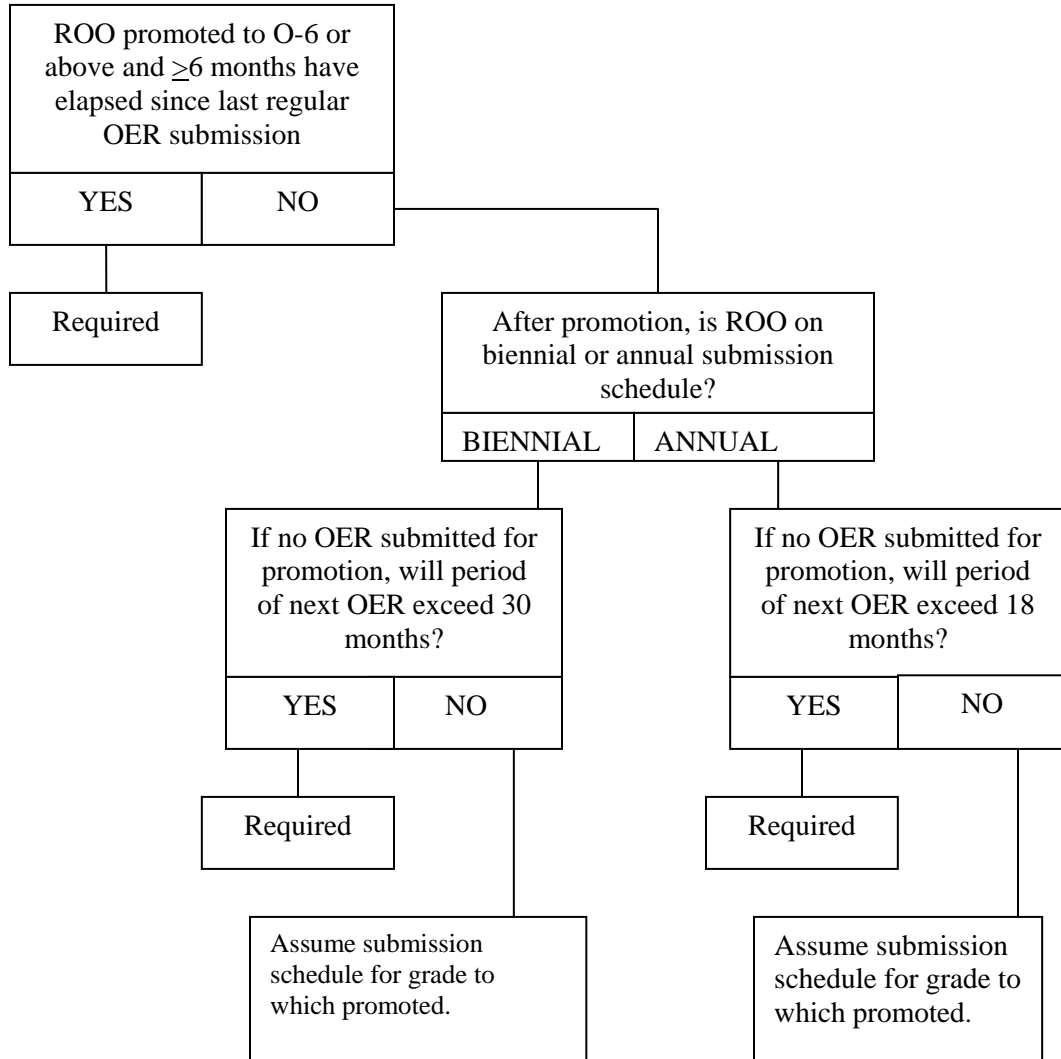 ROO promoted to O-6 or
above and ≥6 months have
elapsed since last regular
OER submission
YES
NO
Required
After promotion, is ROO on
biennial or annual submission
schedule?
BIENNIAL
ANNUAL
If no OER submitted for
promotion, will period
of next OER exceed 30
months?
YES
NO
If no OER submitted for
promotion, will period
of next OER exceed 18
months?
YES
NO
Required
Required
Assume submission
schedule for grade to
which promoted.
Assume submission
schedule for grade to
which promoted.